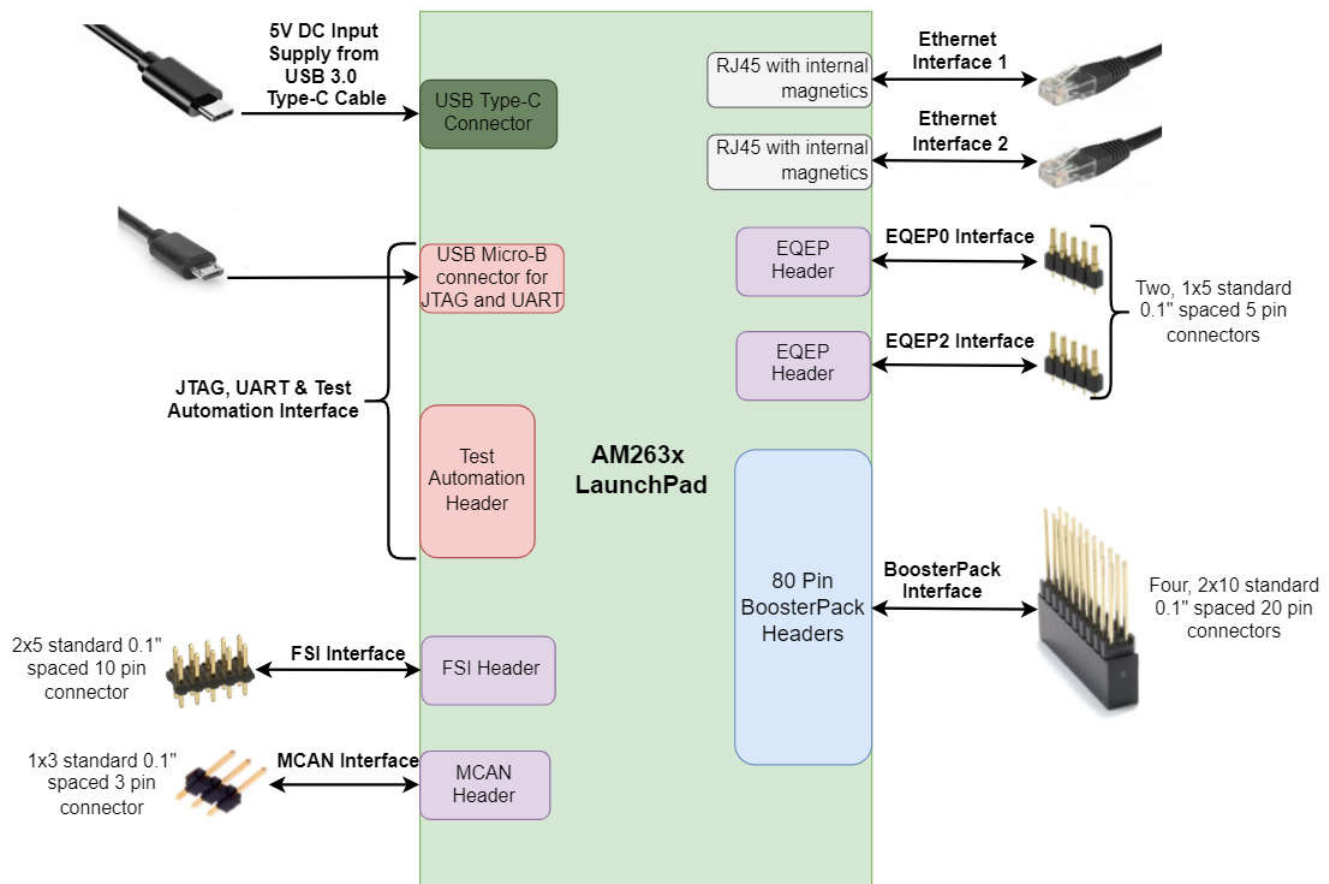 5V DC Input
Supply from
USB 3.0
Type-C Cable
USB Type-C
Connector
USB Micro-B
connector for
JTAG and UART
JTAG, UART & Test
Automation Interface
Test
Automation
Header
2x5 standard 0.1"
spaced 10 pin
connector
FSI Interface
FSI Header
1x3 standard 0.1"
spaced 3 pin
connector
MCAN Interface
MCAN
Header
AM263x
LaunchPad
RJ45 with internal
magnetics
Ethernet
Interface 1
RJ45 with internal
magnetics
Ethernet
Interface 2
EQEP
Header
EQEP0 Interface
EQEP
Header
EQEP2 Interface
Two, 1x5 standard
0.1" spaced 5 pin
connectors
80 Pin
BoosterPack
Headers
BoosterPack
Interface
Four, 2x10 standard
0.1" spaced 20 pin
connectors